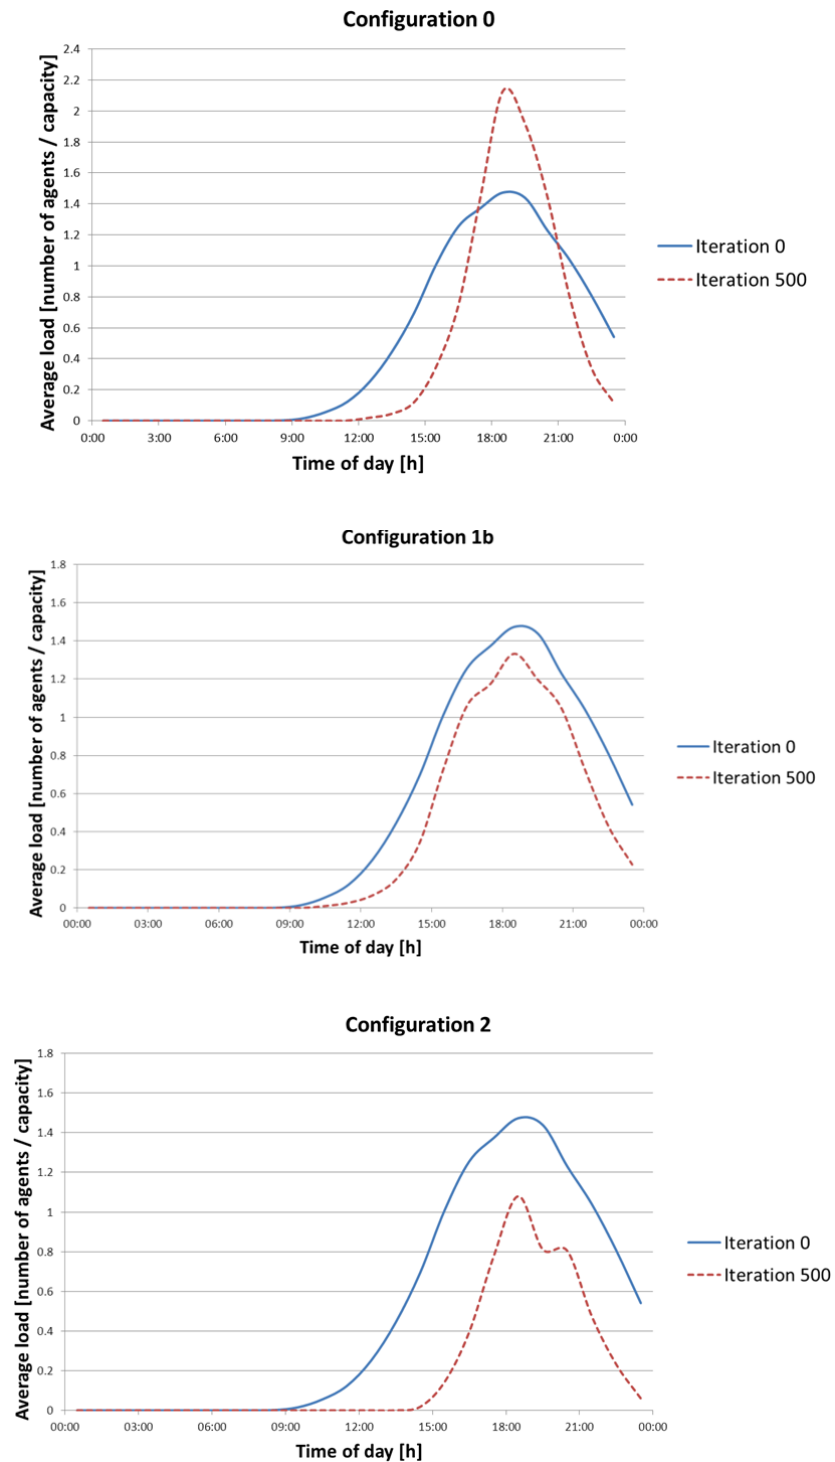 Configuration 0
Average load [number of agents / capacity]
2.4
2.2
2
1.8
1.6
1.4
1.2
1
0.8
0.6
0.4
0.2
0
0:00 3:00 6:00 9:00 12:00 15:00 18:00 21:00 0:00
Time of day [h]
Iteration 0
Iteration 500
Configuration 1b
Average load [number of agents / capacity]
1.8
1.6
1.4
1.2
1
0.8
0.6
0.4
0.2
0
00:00 03:00 06:00 09:00 12:00 15:00 18:00 21:00 00:00
Time of day [h]
Iteration 0
Iteration 500
Configuration 2
Average load [number of agents / capacity]
1.8
1.6
1.4
1.2
1
0.8
0.6
0.4
0.2
0
00:00 03:00 06:00 09:00 12:00 15:00 18:00 21:00 00:00
Time of day [h]
Iteration 0
Iteration 500